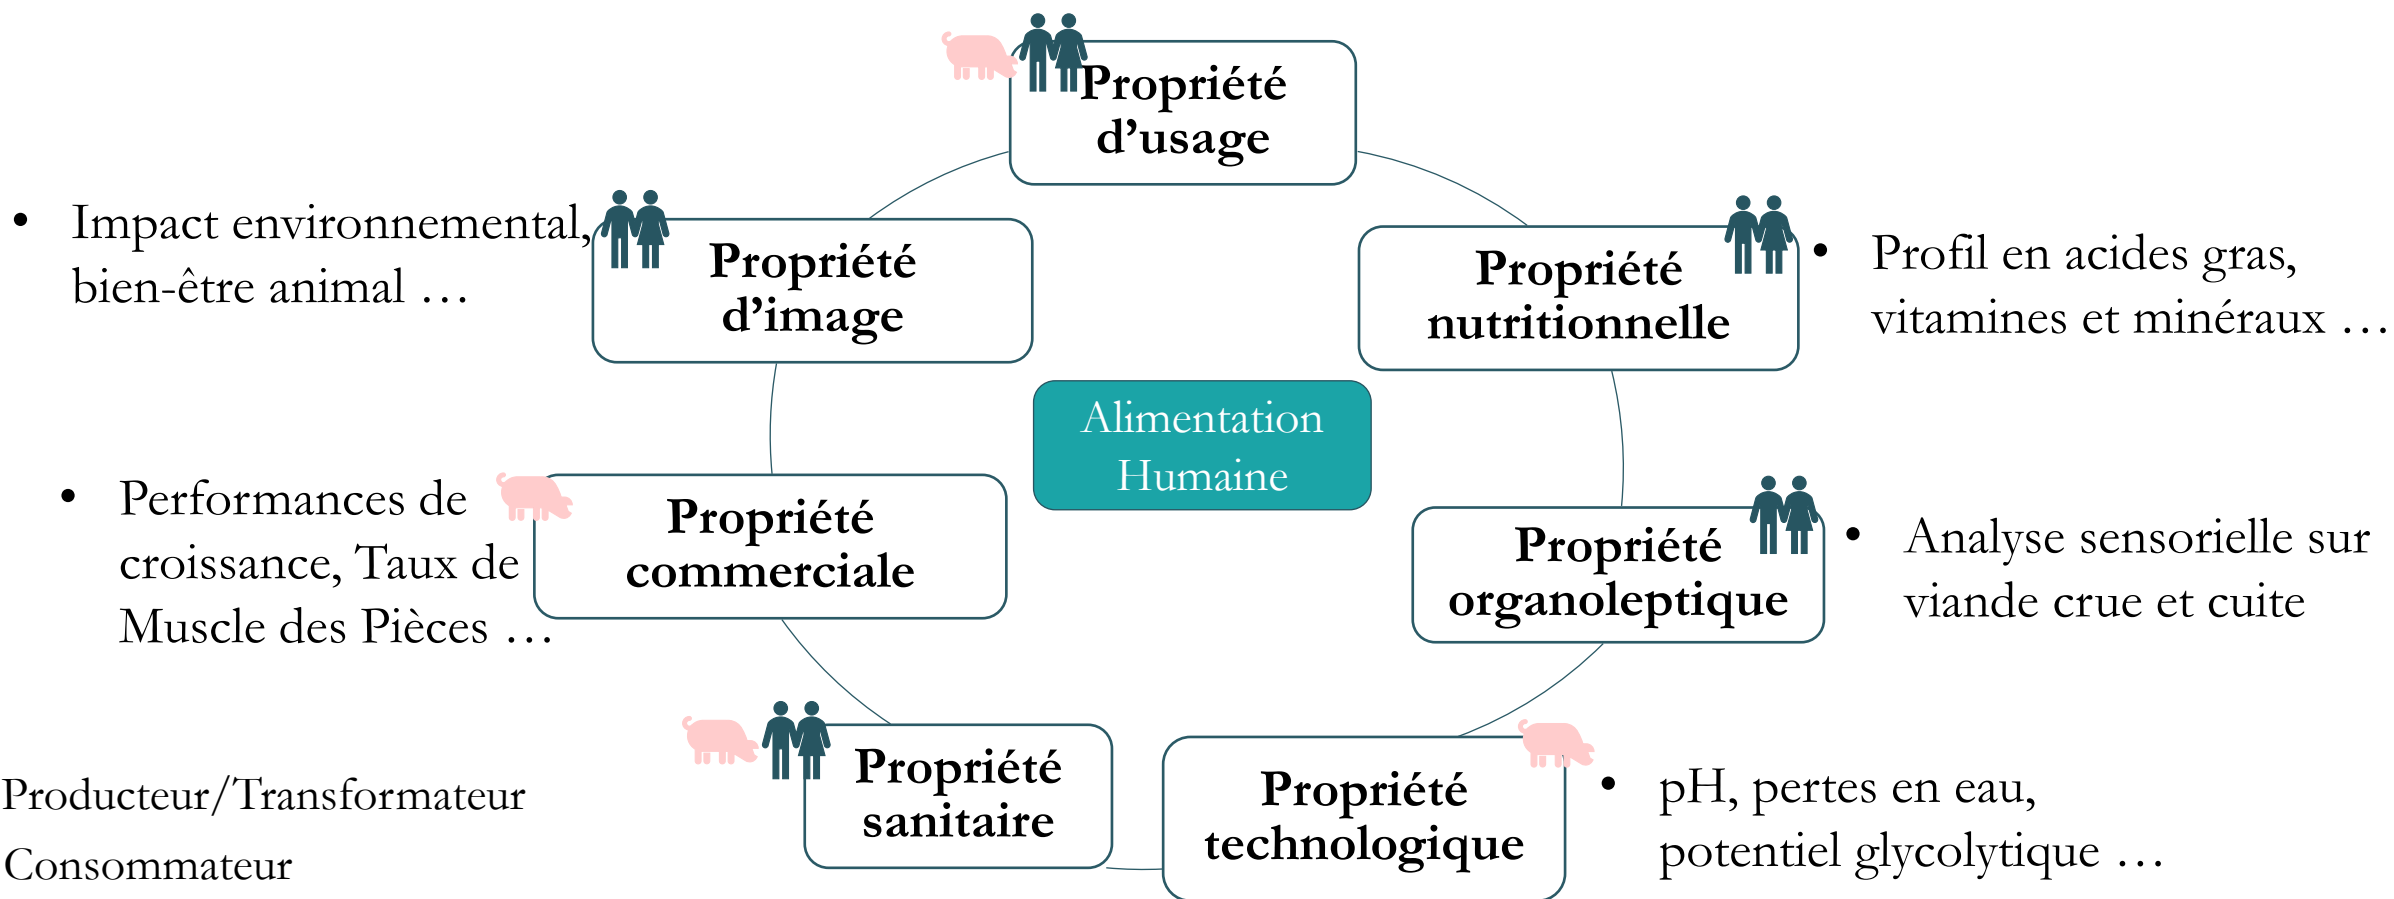 Propriété
d’usage
• Impact environnemental,
bien-être animal …
Propriété
d’image
Propriété
nutritionnelle
• Profil en acides gras,
vitamines et minéraux …
Alimentation
Humaine
• Performances de
croissance, Taux de
Muscle des Pièces …
Propriété
commerciale
Propriété
organoleptique
• Analyse sensorielle sur
viande crue et cuite
Propriété
sanitaire
Propriété
technologique
• pH, pertes en eau,
potentiel glycolytique …
Producteur/Transformateur
Consommateur